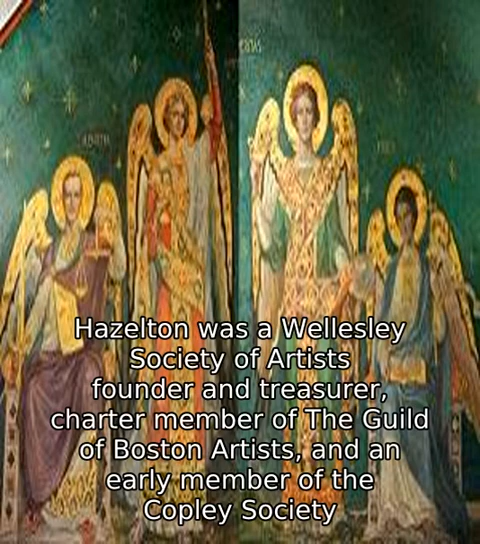 Hazelton was a Wellesley
Society of Artists
founder and treasurer,
charter member of The Guild
of Boston Artists, and an
early member of the
Copley Society